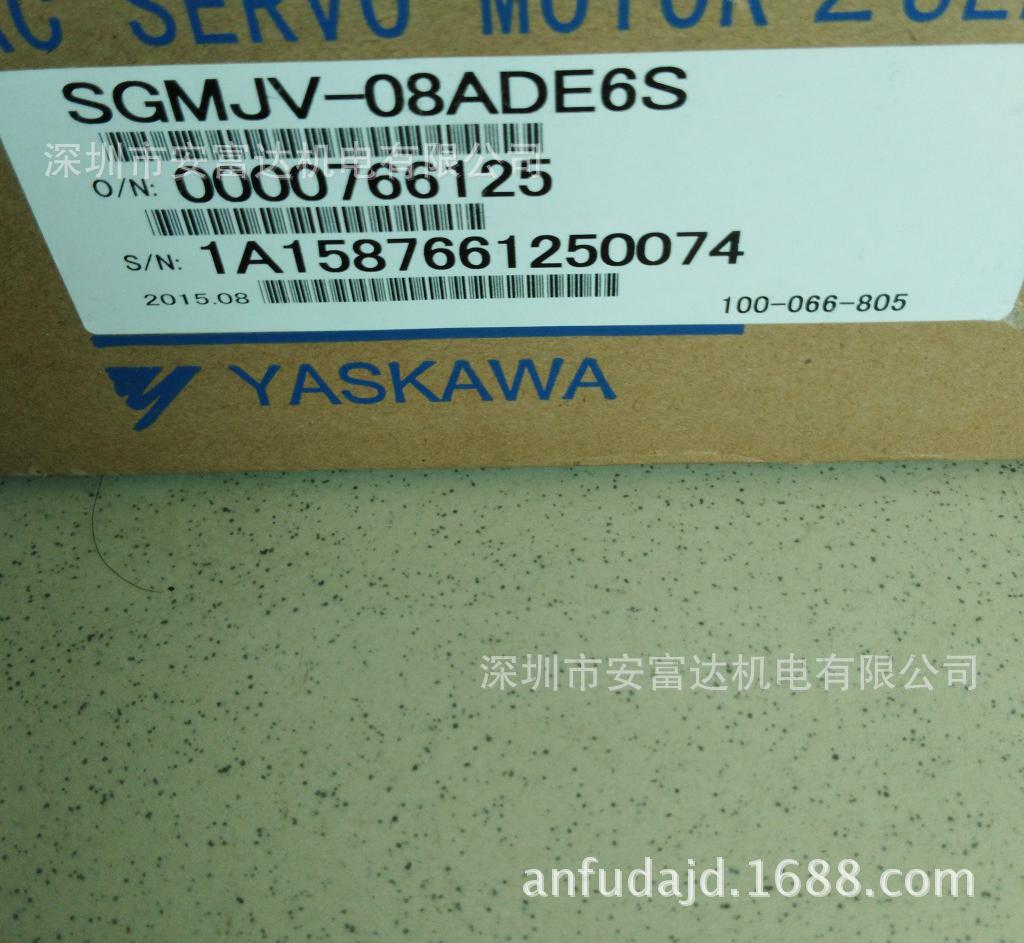 AC SERVO MOTOR Σ SER
SGMJV-08ADE6S
深圳市安富达机电有限公司
O/N: 0000766125
S/N: 1A1587661250074
2015.08
100-066-805
YASKAWA
深圳市安富达机电有限公司
anfudajd.1688.com